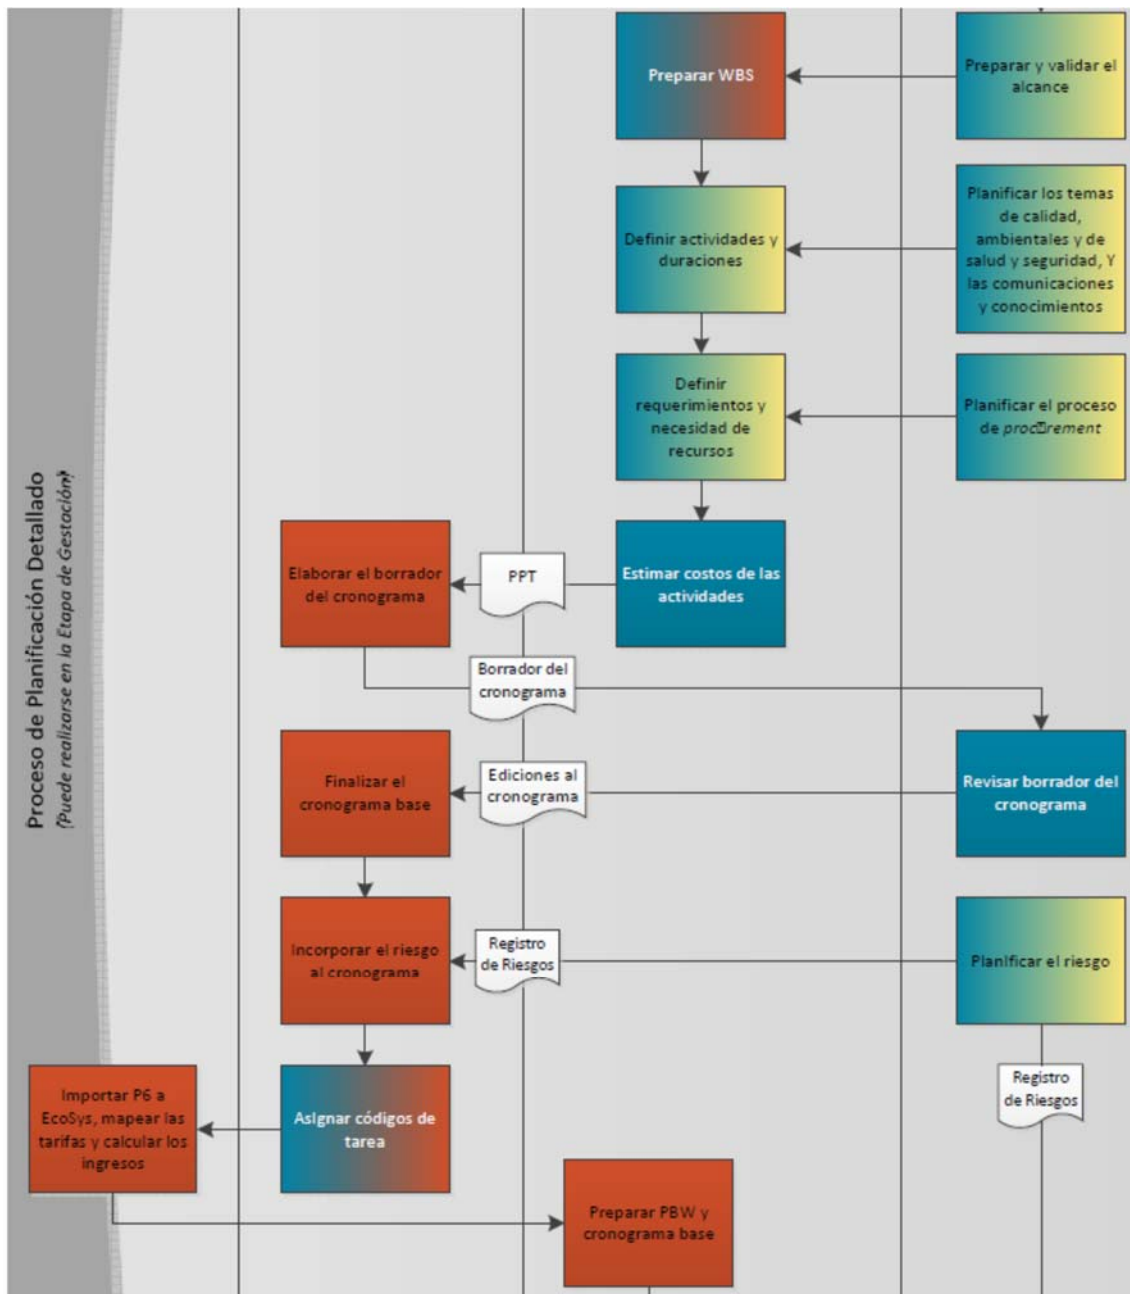 Preparar WBS
Preparar y validar el
alcance
Definir actividades y
duraciones
Planificar los temas
de calidad,
ambientales y de
salud y seguridad, Y
las comunicaciones
y conocimientos
Definir
requerimientos y
necesidad de
recursos
Planificar el proceso
de
Proceso de Planificación Detallado
(Puede realizarse en la Etapa de Gestación)
Elaborar el borrador
del cronograma
PPT
Estimar costos de las
actividades
Borrador del
cronograma
Finalizar el
cronograma base
Ediciones al
cronograma
Revisar borrador del
cronograma
Incorporar el riesgo
al cronograma
Registro
de Riesgos
Planificar el riesgo
Importar P6 a
EcoSys, mapear las
tarifas y calcular los
ingresos
Asignar códigos de
tarea
Registro
de Riesgos
Preparar PBW y
cronograma base